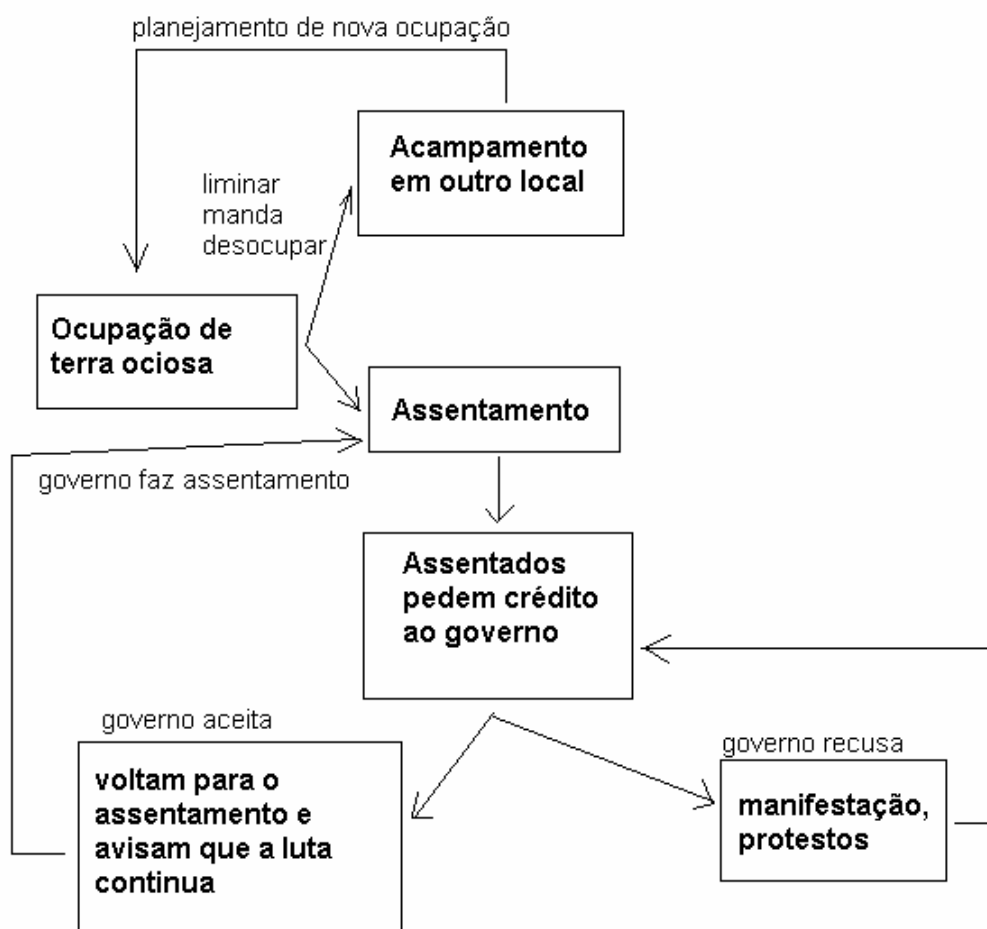 planejamento de nova ocupação
Acampamento
em outro local
liminar
manda
desocupar
Ocupação de
terra ociosa
Assentamento
governo faz assentamento
Assentados
pedem crédito
ao governo
governo aceita
voltam para o
assentamento e
avisam que a luta
continua
governo recusa
manifestação,
protestos